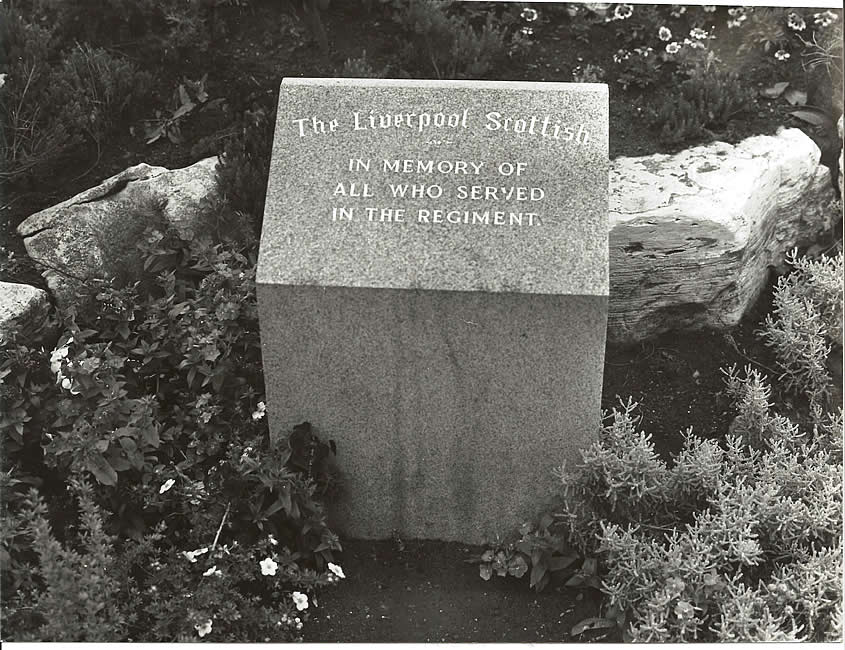 The Liverpool Scottish
IN MEMORY OF
ALL WHO SERVED
IN THE REGIMENT.